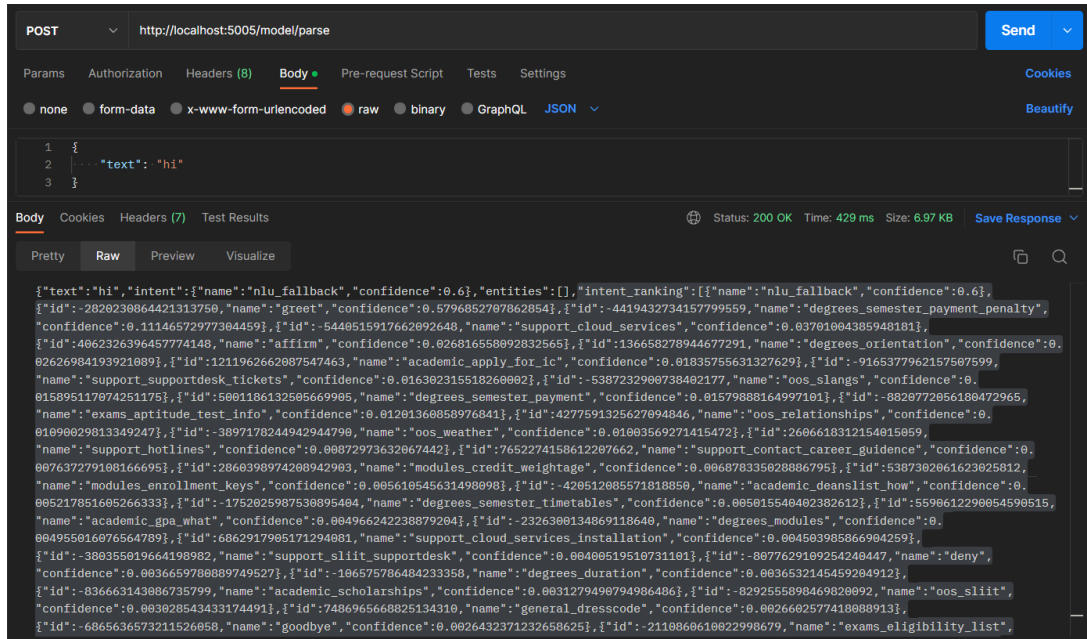 POST http://localhost:5005/model/parse Send
Params Authorization Headers (8) Body Pre-request Script Tests Settings Cookies
none form-data x-www-form-urlencoded raw binary GraphQL JSON Beautify
1 {
2 ····"text":·"hi"
3 }
Body Cookies Headers (7) Test Results Status: 200 OK Time: 429 ms Size: 6.97 KB Save Response
Pretty Raw Preview Visualize
{"text":"hi","intent":{"name":"nlu_fallback","confidence":0.6},"entities":[],"intent_ranking":[{"name":"nlu_fallback","confidence":0.6},
{"id":-2820230864421313750,"name":"greet","confidence":0.5796852707862854},{"id":-4419432734157799559,"name":"degrees_semester_payment_penalty",
"confidence":0.11146572977304459},{"id":-5440515917662092648,"name":"support_cloud_services","confidence":0.03701004385948181},
{"id":4062326396457774148,"name":"affirm","confidence":0.026816558092832565},{"id":136658278944677291,"name":"degrees_orientation","confidence":0.
02626984193921089},{"id":1211962662087547463,"name":"academic_apply_for_ic","confidence":0.01835755631327629},{"id":-9165377962157507599,
"name":"support_supportdesk_tickets","confidence":0.016302315518260002},{"id":-5387232900738402177,"name":"oos_slangs","confidence":0.
015895117074251175},{"id":5001186132505669905,"name":"degrees_semester_payment","confidence":0.01579888164997101},{"id":-8820772056180472965,
"name":"exams_aptitude_test_info","confidence":0.01201360858976841},{"id":4277591325627094846,"name":"oos_relationships","confidence":0.
01090029813349247},{"id":-3897178244942944790,"name":"oos_weather","confidence":0.01003569271415472},{"id":2606618312154015059,
"name":"support_hotlines","confidence":0.00872973632067442},{"id":7652274158612207662,"name":"support_contact_career_guidence","confidence":0.
007637279108166695},{"id":2860398974208942903,"name":"modules_credit_weightage","confidence":0.006878335028886795},{"id":5387302061623025812,
"name":"modules_enrollment_keys","confidence":0.005610545631498098},{"id":-420512085571818850,"name":"academic_deanslist_how","confidence":0.
005217851605266333},{"id":-1752025987530895404,"name":"degrees_semester_timetables","confidence":0.005015540402382612},{"id":5590612290054590515,
"name":"academic_gpa_what","confidence":0.004966242238879204},{"id":-2326300134869118640,"name":"degrees_modules","confidence":0.
004955016076564789},{"id":6862917905171294081,"name":"support_cloud_services_installation","confidence":0.004503985866904259},
{"id":-380355019664198982,"name":"support_sliit_supportdesk","confidence":0.00400519510731101},{"id":-8077629109254240447,"name":"deny",
"confidence":0.0036659780889749527},{"id":-106575786484233358,"name":"degrees_duration","confidence":0.0036532145459204912},
{"id":-836663143086735799,"name":"academic_scholarships","confidence":0.0031279490794986486},{"id":-8292555898469820092,"name":"oos_sliit",
"confidence":0.003028543433174491},{"id":7486965668825134310,"name":"general_dresscode","confidence":0.0026602577418088913},
{"id":-6865636573211526058,"name":"goodbye","confidence":0.0026432371232658625},{"id":-2110860610022998679,"name":"exams_eligibility_list",